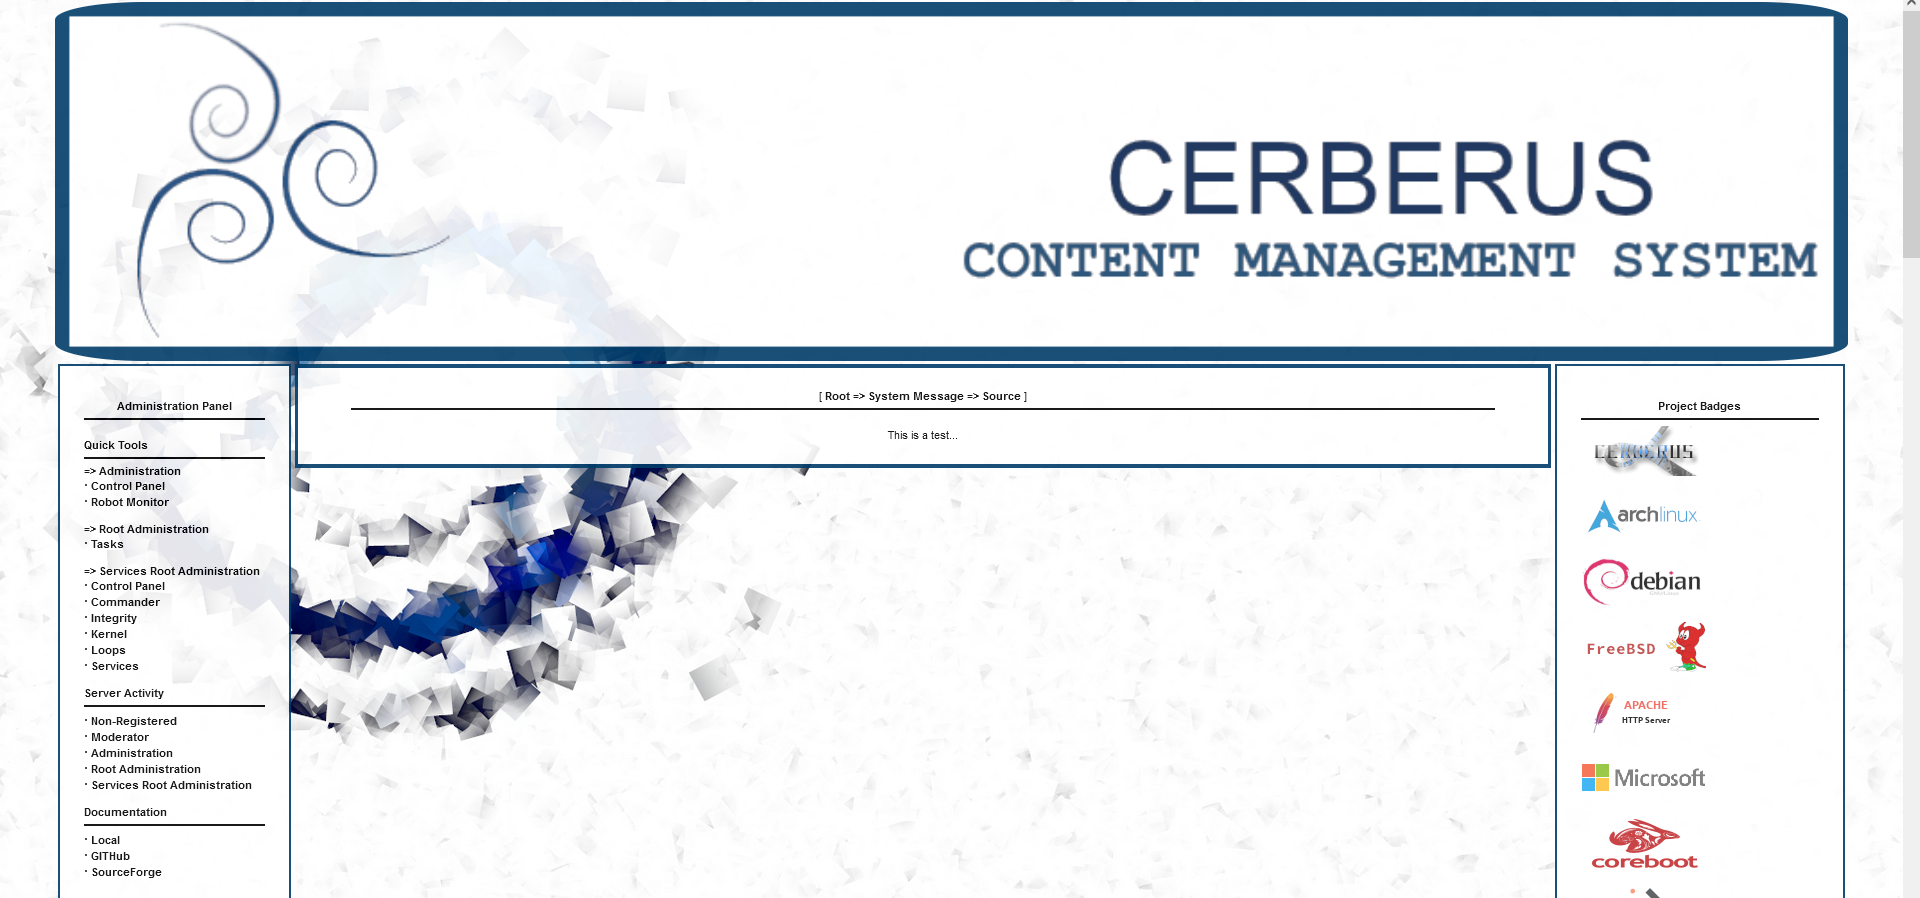 CERBERUS
CONTENT MANAGEMENT SYSTEM
Administration Panel
Quick Tools
=> Administration
· Control Panel
· Robot Monitor
=> Root Administration
· Tasks
=> Services Root Administration
· Control Panel
· Commander
· Integrity
· Kernel
· Loops
· Services
Server Activity
· Non-Registered
· Moderator
· Administration
· Root Administration
· Services Root Administration
Documentation
· Local
· GITHub
· SourceForge
[ Root => System Message => Source ]
This is a test...
Project Badges
CERBERUS
archlinux
debian
FreeBSD
APACHE
HTTP Server
Microsoft
coreboot